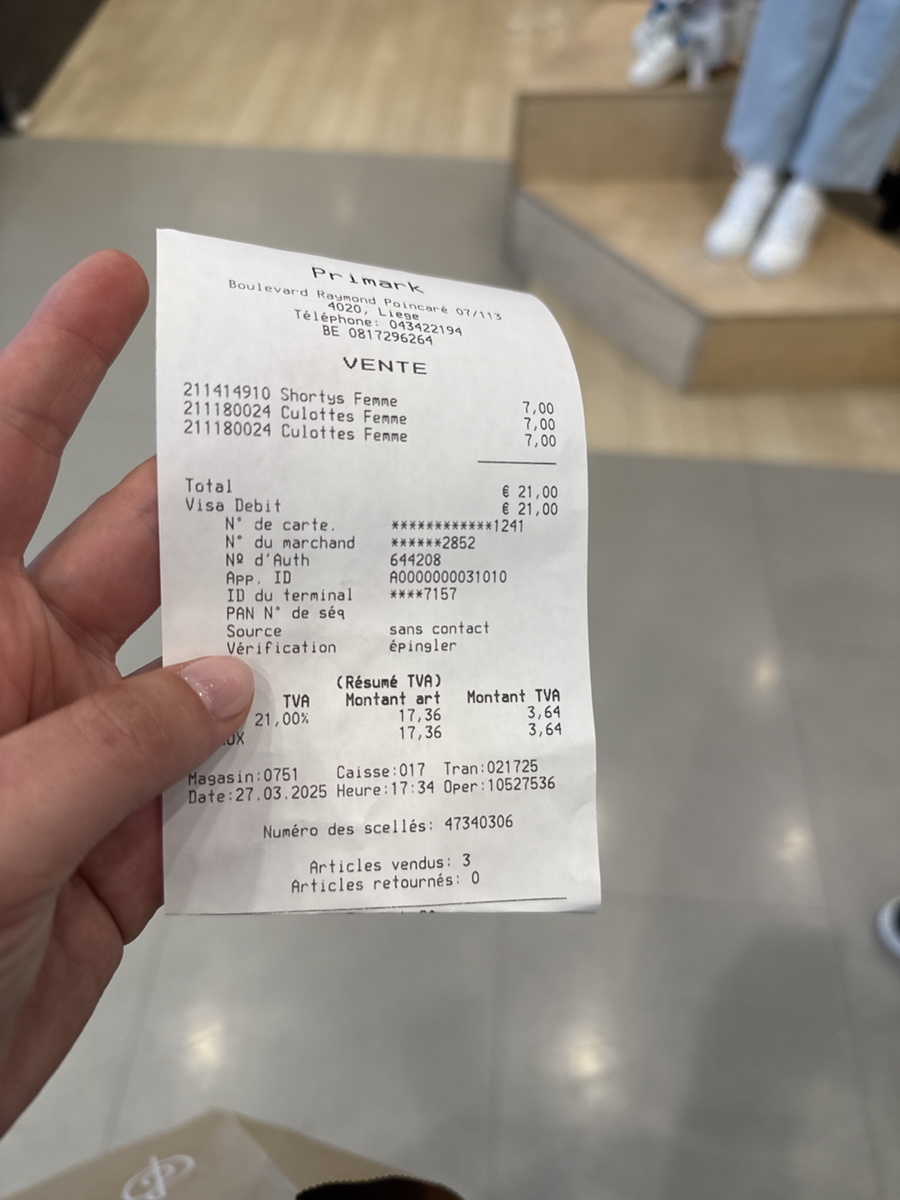 Primark
Boulevard Raymond Poincaré 07/113
4020, Liege
Téléphone: 043422194
BE 0817296264
VENTE
211414910 Shortys Femme 7,00
211180024 Culottes Femme 7,00
211180024 Culottes Femme 7,00
Total € 21,00
Visa Debit € 21,00
N° de carte. ************1241
N° du marchand ******2852
Nº d'Auth 644208
App. ID A0000000031010
ID du terminal ****7157
PAN N° de séq
Source sans contact
Vérification épingler
(Résumé TVA)
TVA Montant art Montant TVA
21,00% 17,36 3,64
17,36 3,64
Magasin:0751 Caisse:017 Tran:021725
Date:27.03.2025 Heure:17:34 Oper:10527536
Numéro des scellés: 47340306
Articles vendus: 3
Articles retournés: 0